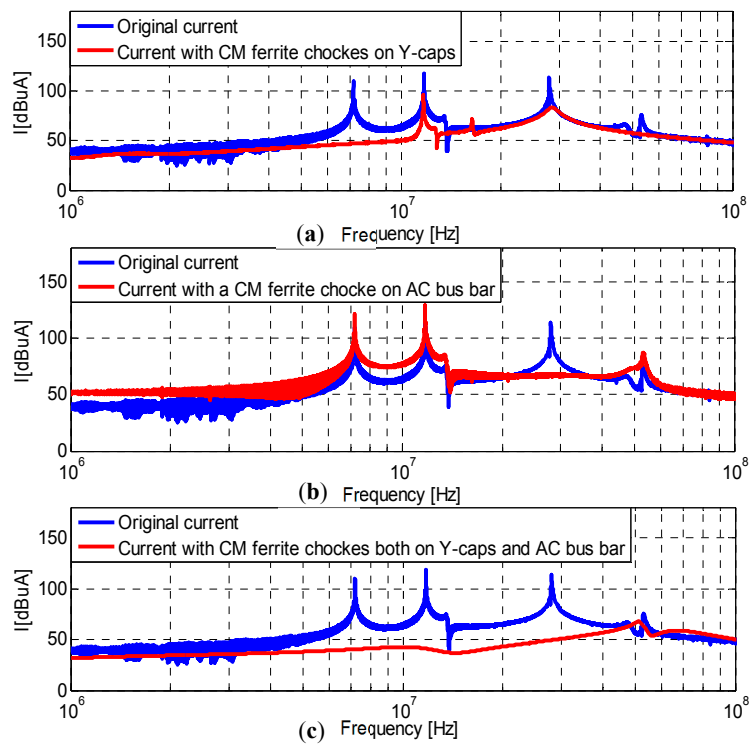 Original current
Current with CM ferrite chockes on Y-caps
I[dBuA]
150
100
50
0
10^6
10^7
10^8
(a) Frequency [Hz]
Original current
Current with a CM ferrite chocke on AC bus bar
I[dBuA]
150
100
50
0
10^6
10^7
10^8
(b) Frequency [Hz]
Original current
Current with CM ferrite chockes both on Y-caps and AC bus bar
I[dBuA]
150
100
50
0
10^6
10^7
10^8
(c) Frequency [Hz]